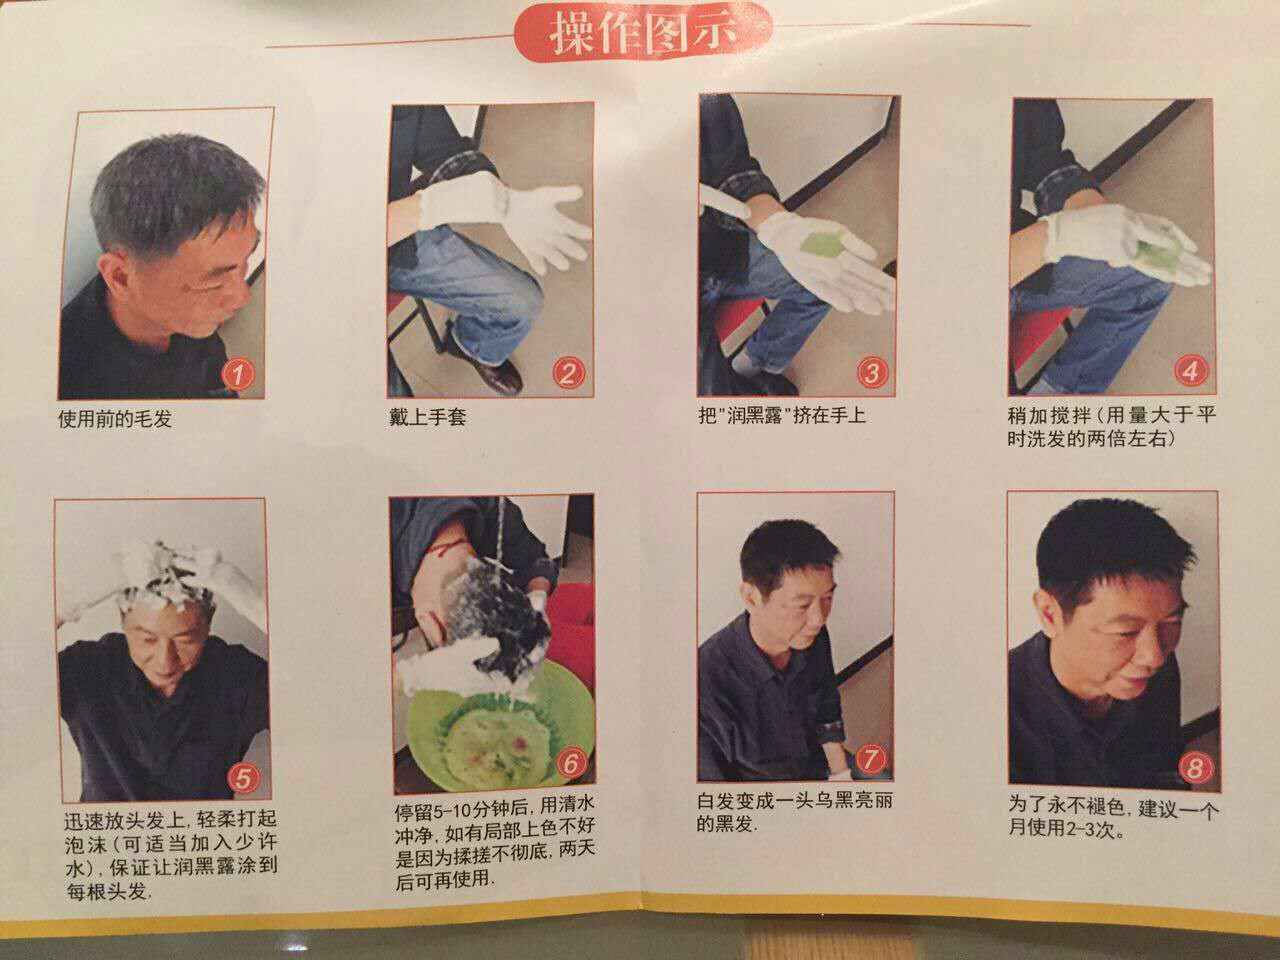 操作图示
1
使用前的毛发
2
戴上手套
3
把"润黑露"挤在手上
4
稍加搅拌(用量大于平
时洗发的两倍左右)
5
迅速放头发上, 轻柔打起
泡沫(可适当加入少许
水), 保证让润黑露涂到
每根头发.
6
停留5-10分钟后, 用清水
冲净, 如有局部上色不好
是因为揉搓不彻底, 两天
后可再使用.
7
白发变成一头乌黑亮丽
的黑发.
8
为了永不褪色, 建议一个
月使用2-3次。